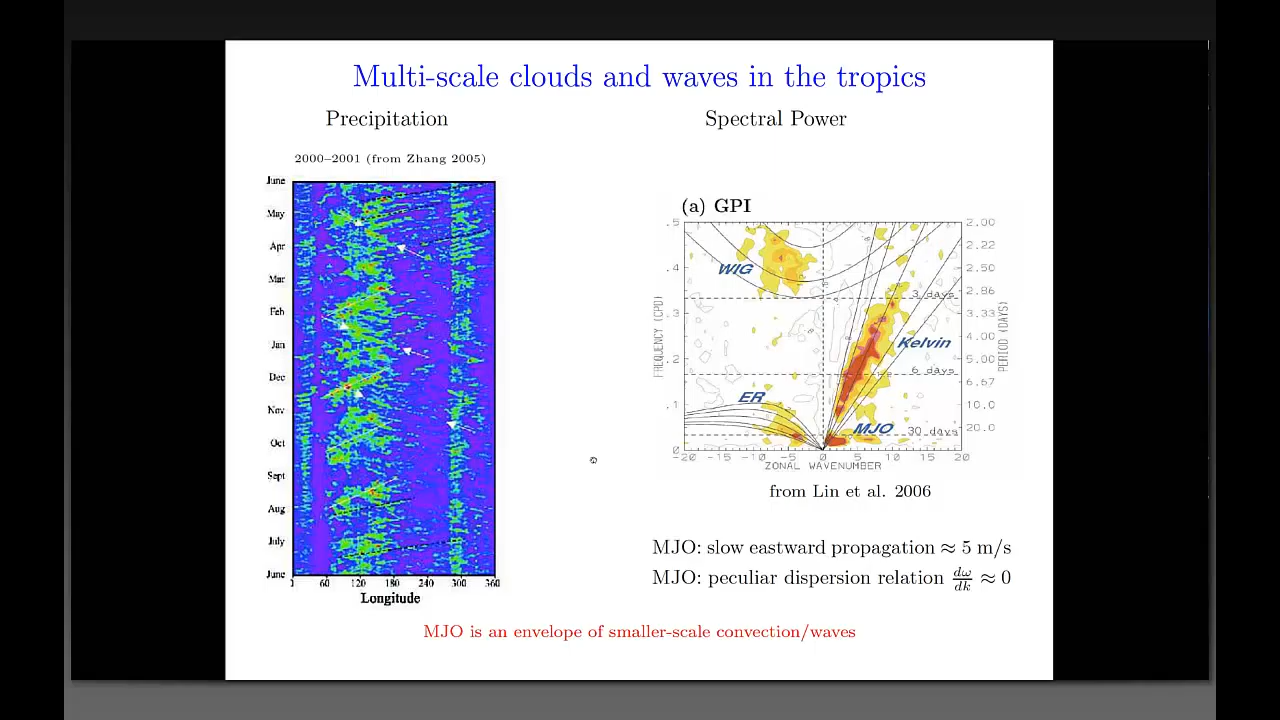 Multi-scale clouds and waves in the tropics
Precipitation
Spectral Power
2000–2001 (from Zhang 2005)
June
May
Apr
Mar
Feb
Jan
Dec
Nov
Oct
Sept
Aug
July
June
60 120 180 240 300 360
Longitude
(a) GPI
.5 2.00
2.22
.4 2.50
2.86
.3 3.33
4.00
.2 5.00
6.67
.1 10.0
20.0
0
WIG
Kelvin
ER
MJO
3 days
6 days
30 days
FREQUENCY (CPD)
PERIOD (DAYS)
-20 -15 -10 -5 0 5 10 15 20
ZONAL WAVENUMBER
from Lin et al. 2006
MJO: slow eastward propagation ≈ 5 m/s
MJO: peculiar dispersion relation dω/dk ≈ 0
MJO is an envelope of smaller-scale convection/waves